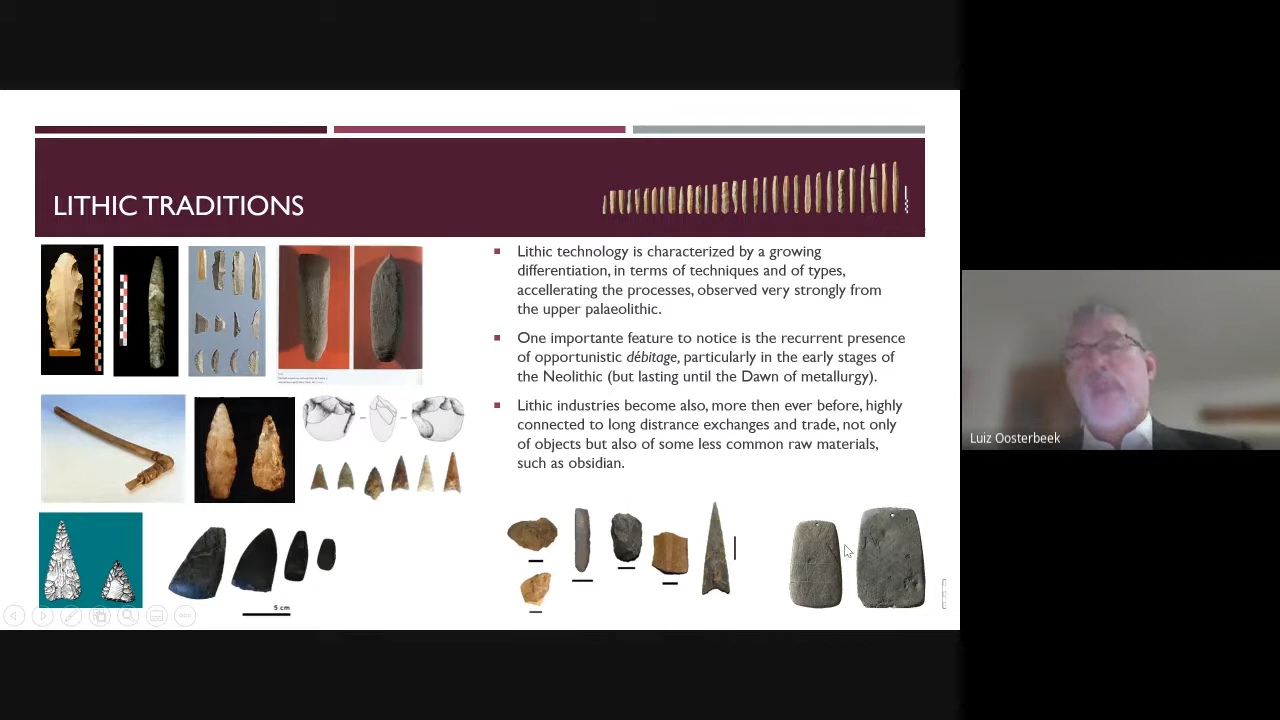 LITHIC TRADITIONS
Lithic technology is characterized by a growing
differentiation, in terms of techniques and of types,
accellerating the processes, observed very strongly from
the upper palaeolithic.
One importante feature to notice is the recurrent presence
of opportunistic débitage, particularly in the early stages of
the Neolithic (but lasting until the Dawn of metallurgy).
Lithic industries become also, more then ever before, highly
connected to long distrance exchanges and trade, not only
of objects but also of some less common raw materials,
such as obsidian.
5 cm
Luiz Oosterbeek